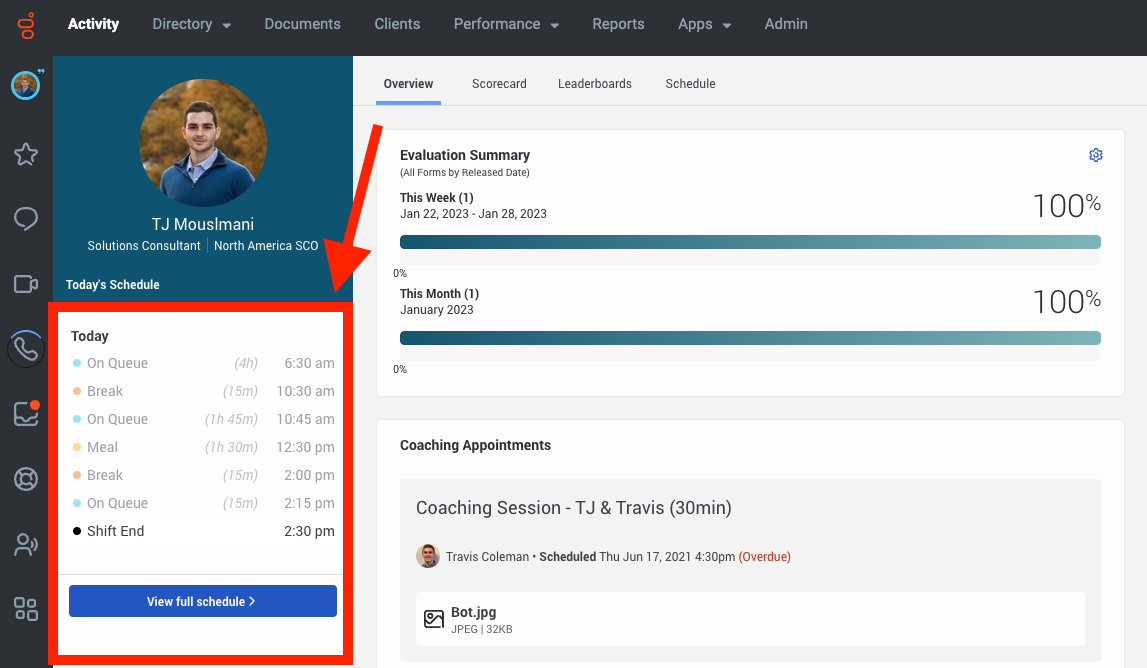 Activity Directory Documents Clients Performance Reports Apps Admin
TJ MousImani
Solutions Consultant North America SCO
Today's Schedule
Today
On Queue (4h) 6:30 am
Break (15m) 10:30 am
On Queue (1h 45m) 10:45 am
Meal (1h 30m) 12:30 pm
Break (15m) 2:00 pm
On Queue (15m) 2:15 pm
Shift End 2:30 pm
View full schedule
Overview Scorecard Leaderboards Schedule
Evaluation Summary
(All Forms by Released Date)
This Week (1)
Jan 22, 2023 - Jan 28, 2023
100%
0%
This Month (1)
January 2023
100%
0%
Coaching Appointments
Coaching Session - TJ & Travis (30min)
Travis Coleman • Scheduled Thu Jun 17, 2021 4:30pm (Overdue)
Bot.jpg
JPEG | 32KB